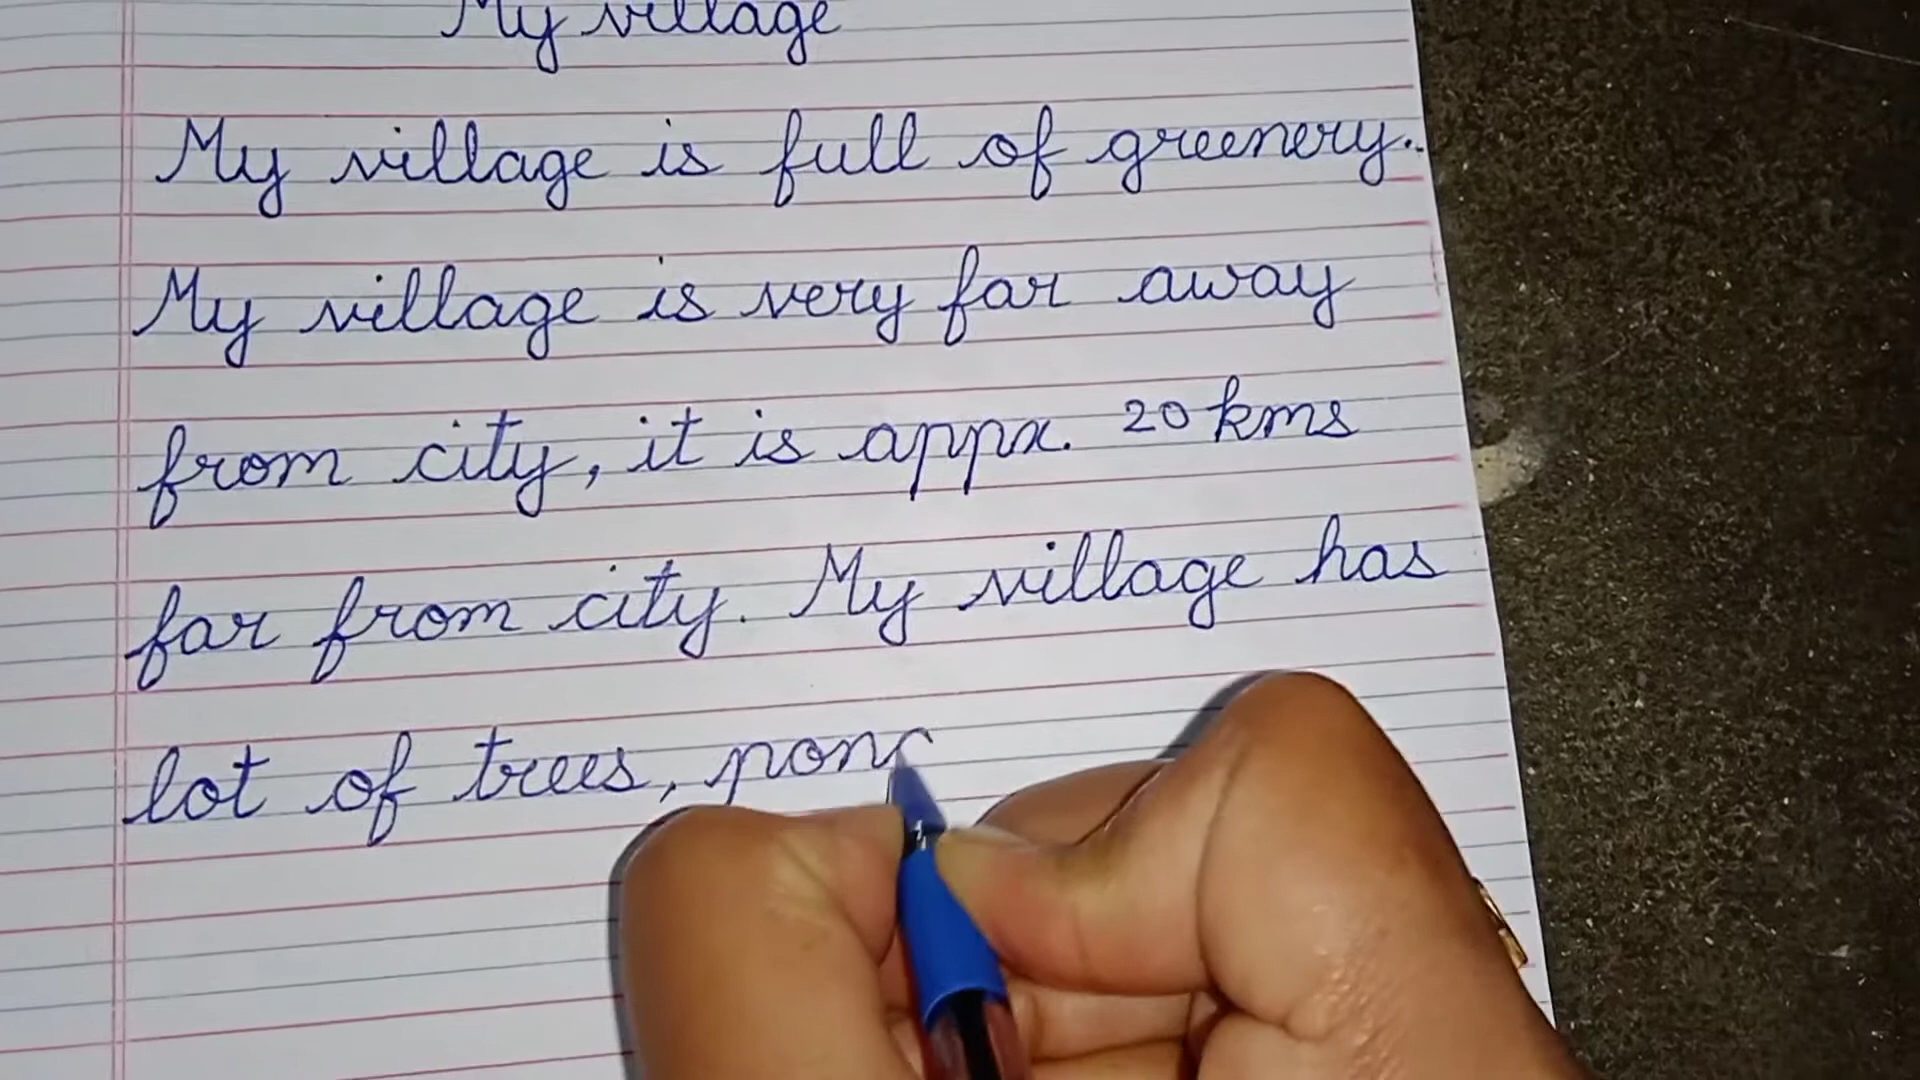 My village
My village is full of greenery.
My village is very far away
from city, it is appx. 20 kms
far from city. My village has
lot of trees,